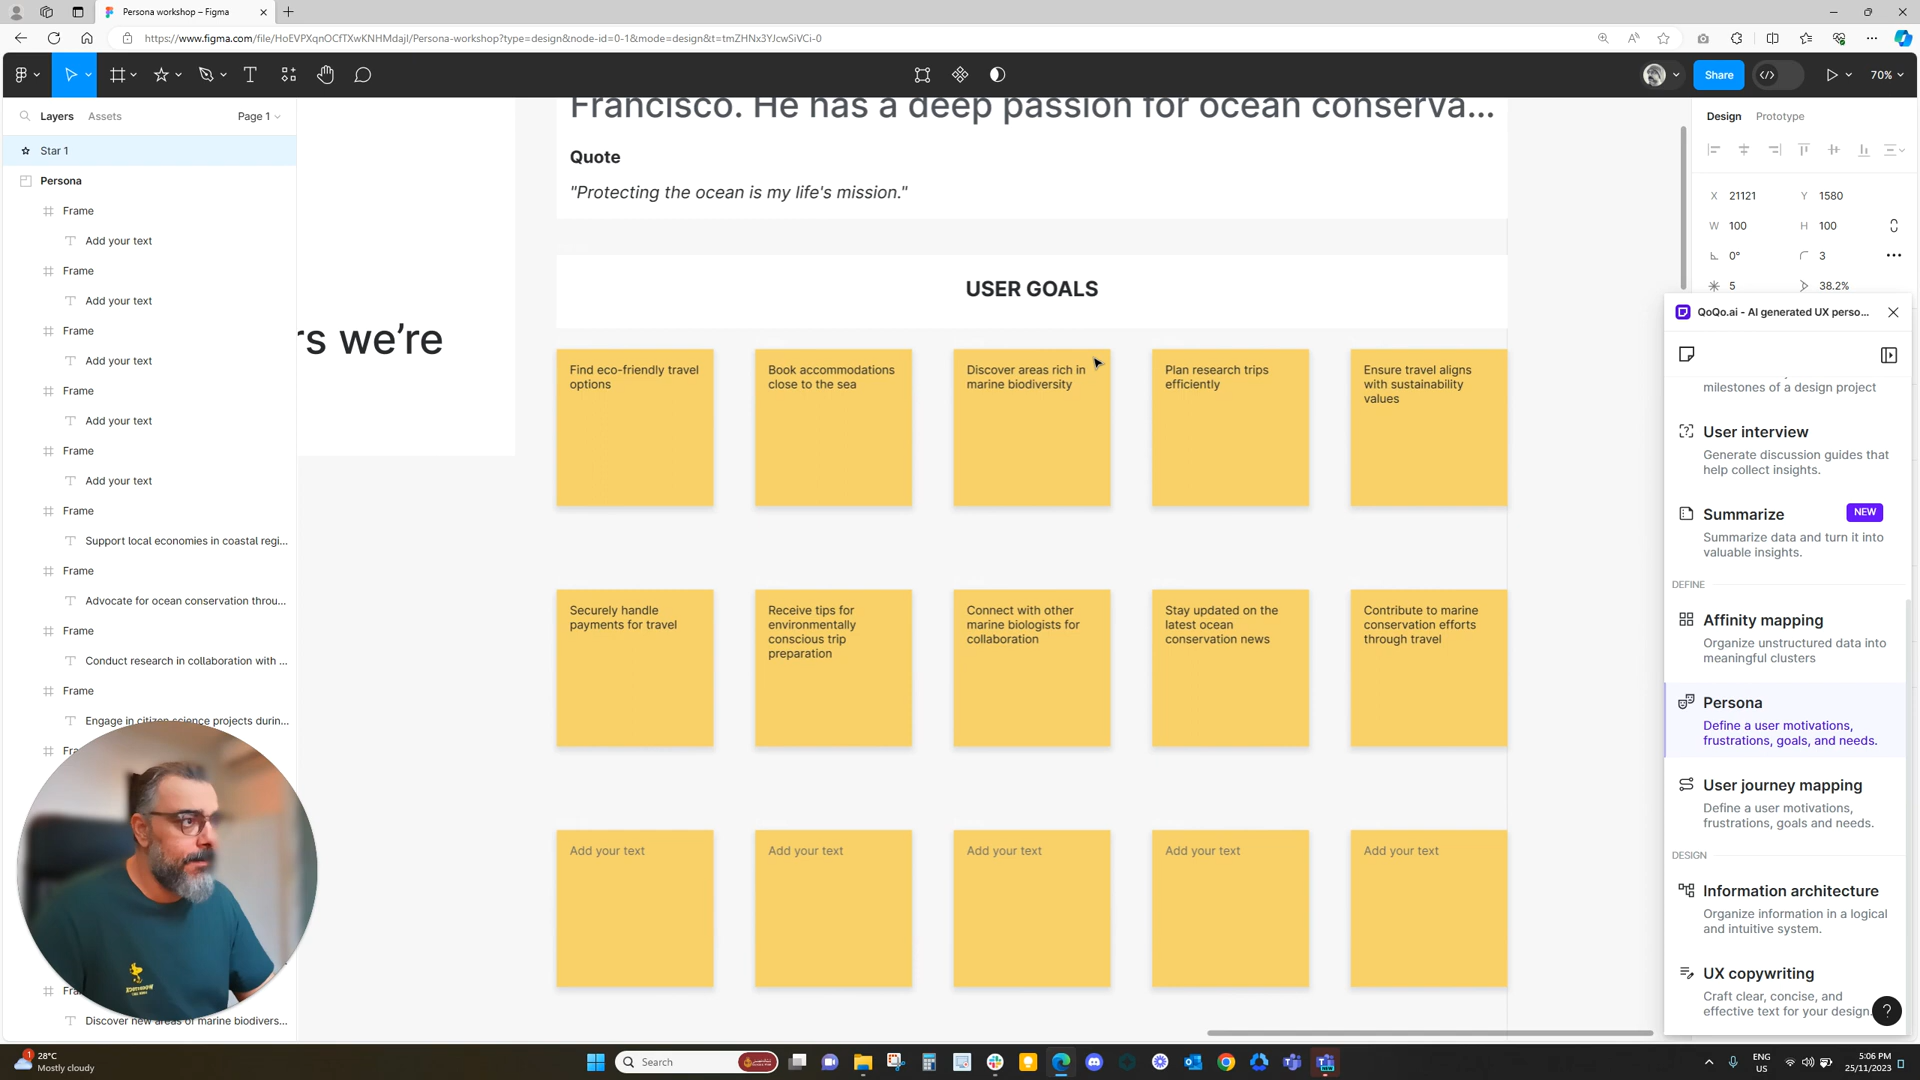 Persona workshop – Figma
https://www.figma.com/file/HoEVPXqnOCfTXwKNHMdajI/Persona-workshop?type=design&node-id=0-1&mode=design&t=tmZHNx3YJcwSiVCi-0
Share
70%
Layers
Assets
Page 1
Star 1
Persona
Frame
Add your text
Frame
Add your text
Frame
Add your text
Frame
Add your text
Frame
Add your text
Frame
Support local economies in coastal regi...
Frame
Advocate for ocean conservation throu...
Frame
Conduct research in collaboration with ...
Frame
Engage in citizen science projects durin...
Discover new areas of marine biodivers...
rs we're
Francisco. He has a deep passion for ocean conserva...
Quote
"Protecting the ocean is my life's mission."
USER GOALS
Find eco-friendly travel
options
Book accommodations
close to the sea
Discover areas rich in
marine biodiversity
Plan research trips
efficiently
Ensure travel aligns
with sustainability
values
Securely handle
payments for travel
Receive tips for
environmentally
conscious trip
preparation
Connect with other
marine biologists for
collaboration
Stay updated on the
latest ocean
conservation news
Contribute to marine
conservation efforts
through travel
Add your text
Add your text
Add your text
Add your text
Add your text
Design
Prototype
X 21121
Y 1580
W 100
H 100
0°
3
5
38.2%
QoQo.ai - AI generated UX perso...
milestones of a design project
User interview
Generate discussion guides that
help collect insights.
Summarize
NEW
Summarize data and turn it into
valuable insights.
DEFINE
Affinity mapping
Organize unstructured data into
meaningful clusters
Persona
Define a user motivations,
frustrations, goals, and needs.
User journey mapping
Define a user motivations,
frustrations, goals and needs.
DESIGN
Information architecture
Organize information in a logical
and intuitive system.
UX copywriting
Craft clear, concise, and
effective text for your design.
?
1
28°C
Mostly cloudy
Search
ENG
US
5:06 PM
25/11/2023